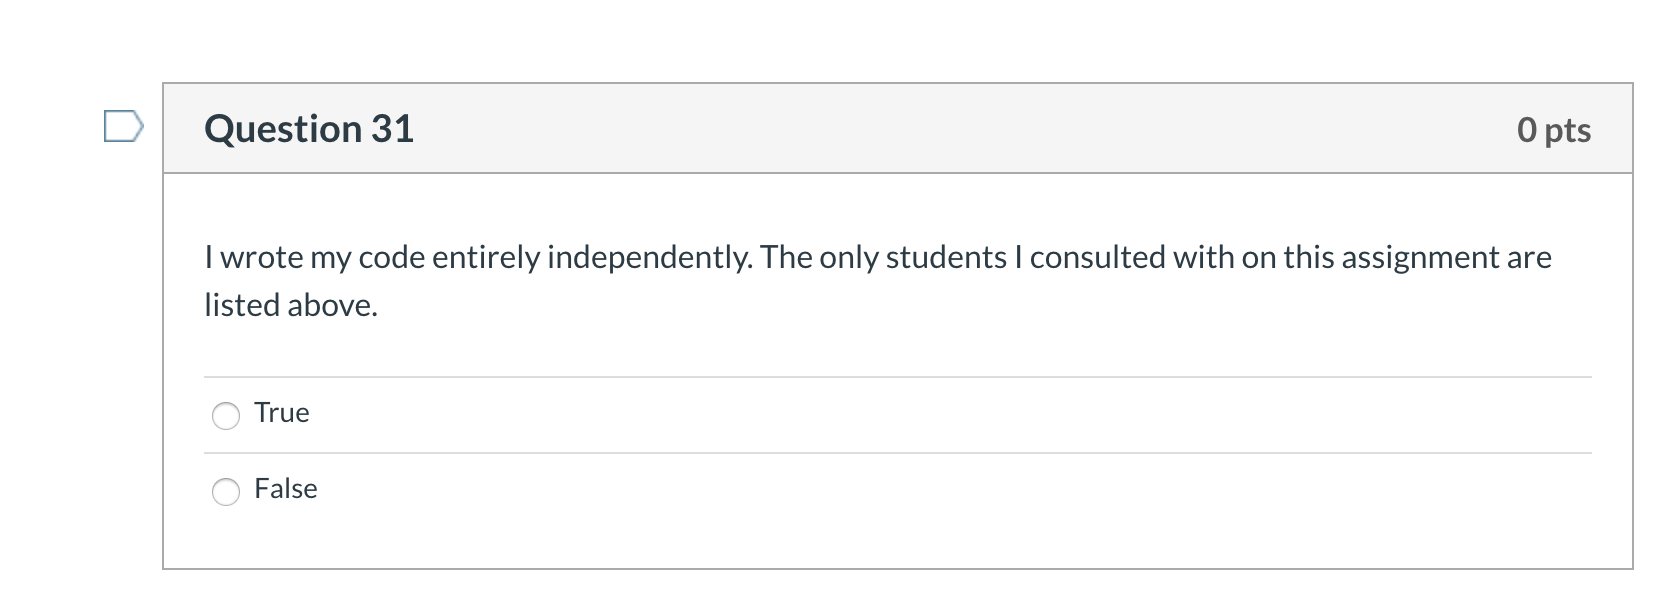 Question 31
0 pts
I wrote my code entirely independently. The only students I consulted with on this assignment are
listed above.
True
False